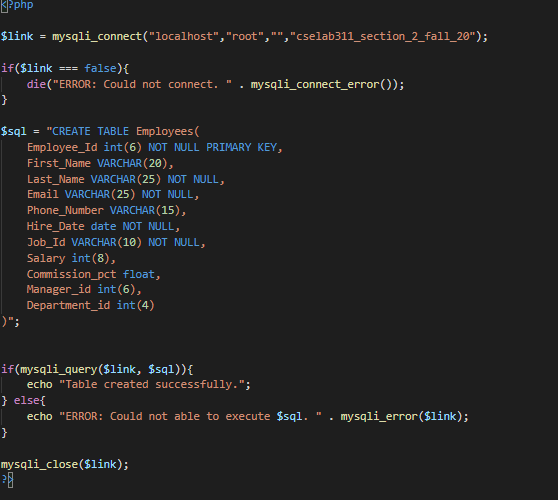 <?php
$link = mysqli_connect("localhost","root","","cselab311_section_2_fall_20");
if($link === false){
    die("ERROR: Could not connect. " . mysqli_connect_error());
}
$sql = "CREATE TABLE Employees(
    Employee_Id int(6) NOT NULL PRIMARY KEY,
    First_Name VARCHAR(20),
    Last_Name VARCHAR(25) NOT NULL,
    Email VARCHAR(25) NOT NULL,
    Phone_Number VARCHAR(15),
    Hire_Date date NOT NULL,
    Job_Id VARCHAR(10) NOT NULL,
    Salary int(8),
    Commission_pct float,
    Manager_id int(6),
    Department_id int(4)
)";
if(mysqli_query($link, $sql)){
    echo "Table created successfully.";
} else{
    echo "ERROR: Could not able to execute $sql. " . mysqli_error($link);
}
mysqli_close($link);
?>